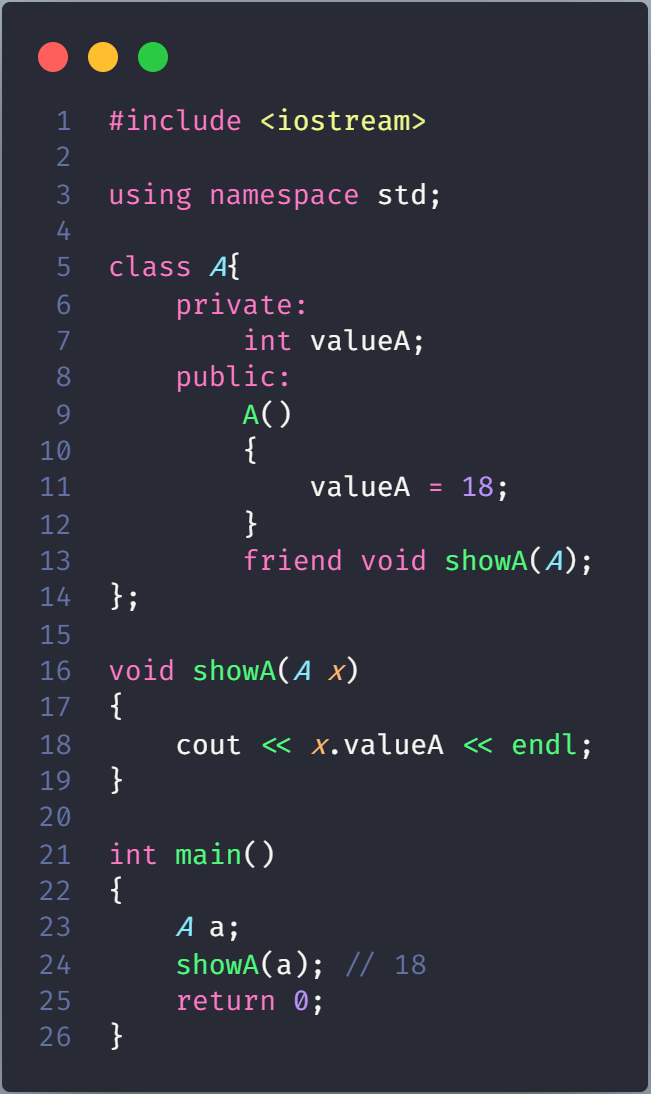 1 #include <iostream>
2
3 using namespace std;
4
5 class A{
6     private:
7         int valueA;
8     public:
9         A()
10         {
11             valueA = 18;
12         }
13         friend void showA(A);
14 };
15
16 void showA(A x)
17 {
18     cout << x.valueA << endl;
19 }
20
21 int main()
22 {
23     A a;
24     showA(a); // 18
25     return 0;
26 }